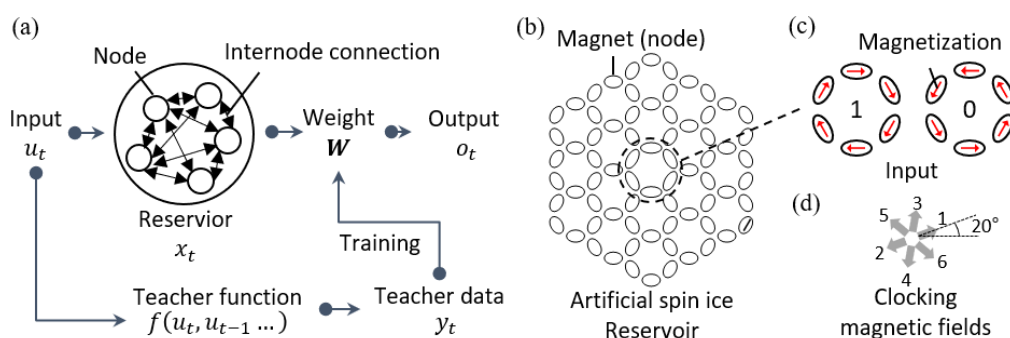 (a)
Node
Internode connection
Input
u_t
Weight
W
Output
o_t
Reservior
x_t
Training
Teacher function
f(u_t, u_{t−1} ...)
Teacher data
y_t
(b)
Magnet (node)
Artificial spin ice
Reservoir
(c)
Magnetization
1
0
Input
(d)
3
5
1
20°
2
6
4
Clocking
magnetic fields